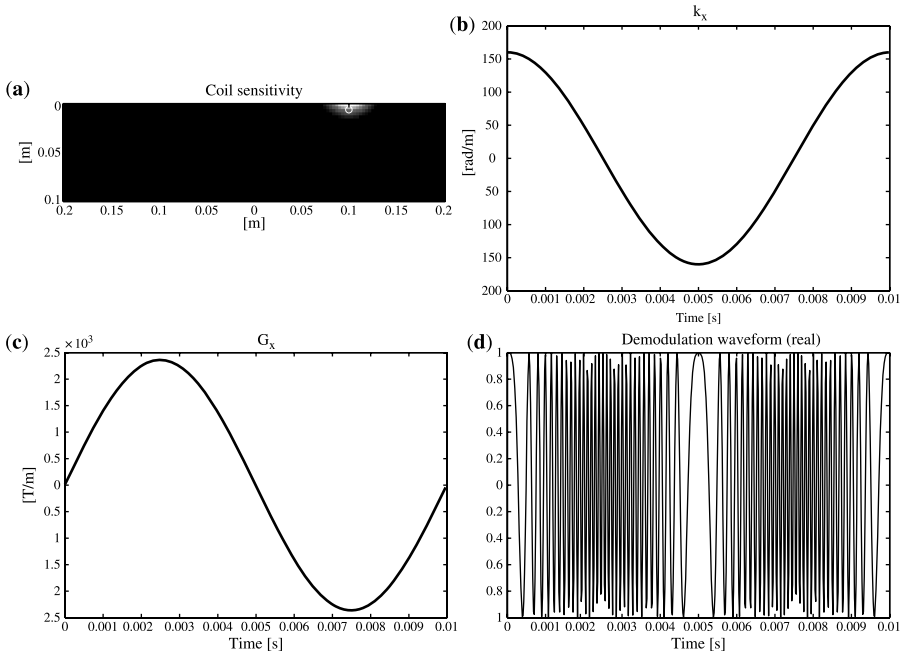 (a)
Coil sensitivity
0
0.05
0.1
[m]
0.2 0.15 0.1 0.05 0 0.05 0.1 0.15 0.2
[m]
(b)
k_x
200
150
100
50
0
50
100
150
200
[rad/m]
0 0.001 0.002 0.003 0.004 0.005 0.006 0.007 0.008 0.009 0.01
Time [s]
(c)
G_x
2.5 ×10^3
2
1.5
1
0.5
0
0.5
1
1.5
2
2.5
[T/m]
0 0.001 0.002 0.003 0.004 0.005 0.006 0.007 0.008 0.009 0.01
Time [s]
(d)
Demodulation waveform (real)
1
0.8
0.6
0.4
0.2
0
0.2
0.4
0.6
0.8
1
0 0.001 0.002 0.003 0.004 0.005 0.006 0.007 0.008 0.009 0.01
Time [s]